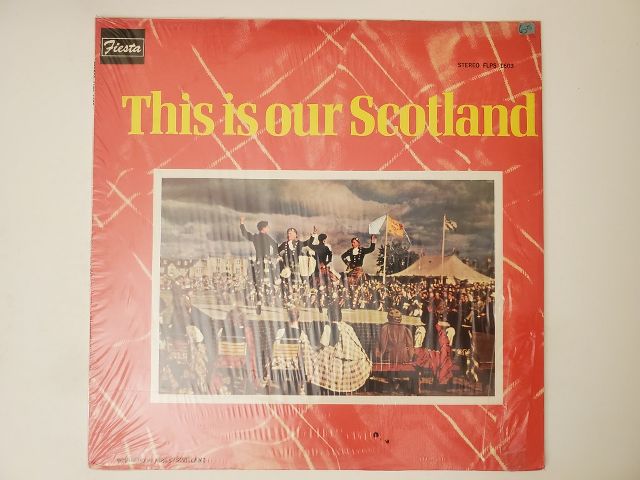 Fiesta
STEREO FLPS 1603
This is our Scotland